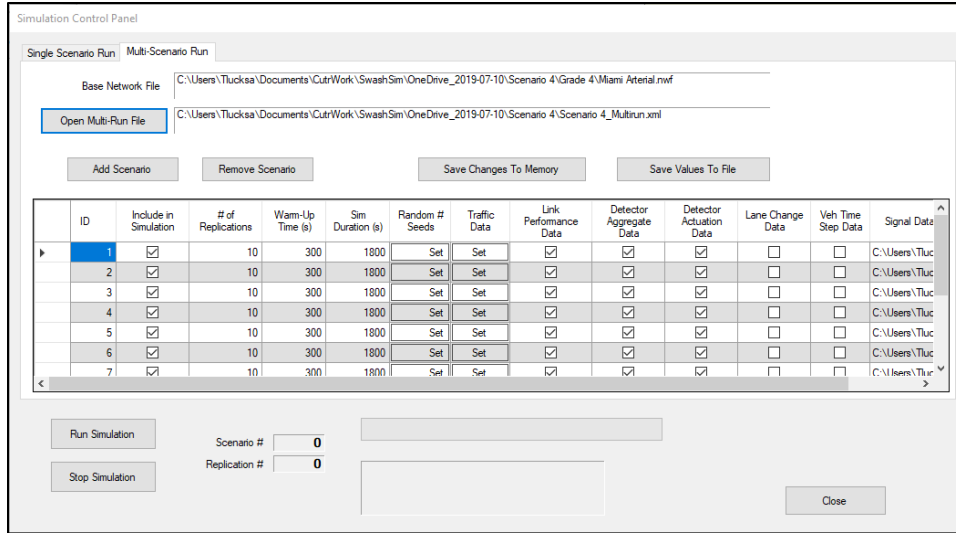 Simulation Control Panel
Single Scenario Run Multi-Scenario Run
Base Network File C:\Users\Tlucksa\Documents\CutrWork\SwashSim\OneDrive_2019-07-10\Scenario 4\Grade 4\Miami Arterial.nwf
Open Multi-Run File C:\Users\Tlucksa\Documents\CutrWork\SwashSim\OneDrive_2019-07-10\Scenario 4\Scenario 4_Multirun.xml
Add Scenario Remove Scenario Save Changes To Memory Save Values To File
ID Include in Simulation # of Replications Warm-Up Time (s) Sim Duration (s) Random # Seeds Traffic Data Link Performance Data Detector Aggregate Data Detector Actuation Data Lane Change Data Veh Time Step Data Signal Data
1 10 300 1800 Set Set C:\Users\Tluc
2 10 300 1800 Set Set C:\Users\Tluc
3 10 300 1800 Set Set C:\Users\Tluc
4 10 300 1800 Set Set C:\Users\Tluc
5 10 300 1800 Set Set C:\Users\Tluc
6 10 300 1800 Set Set C:\Users\Tluc
7 10 300 1800 Set Set C:\Users\Tluc
Run Simulation
Scenario # 0
Replication # 0
Stop Simulation
Close